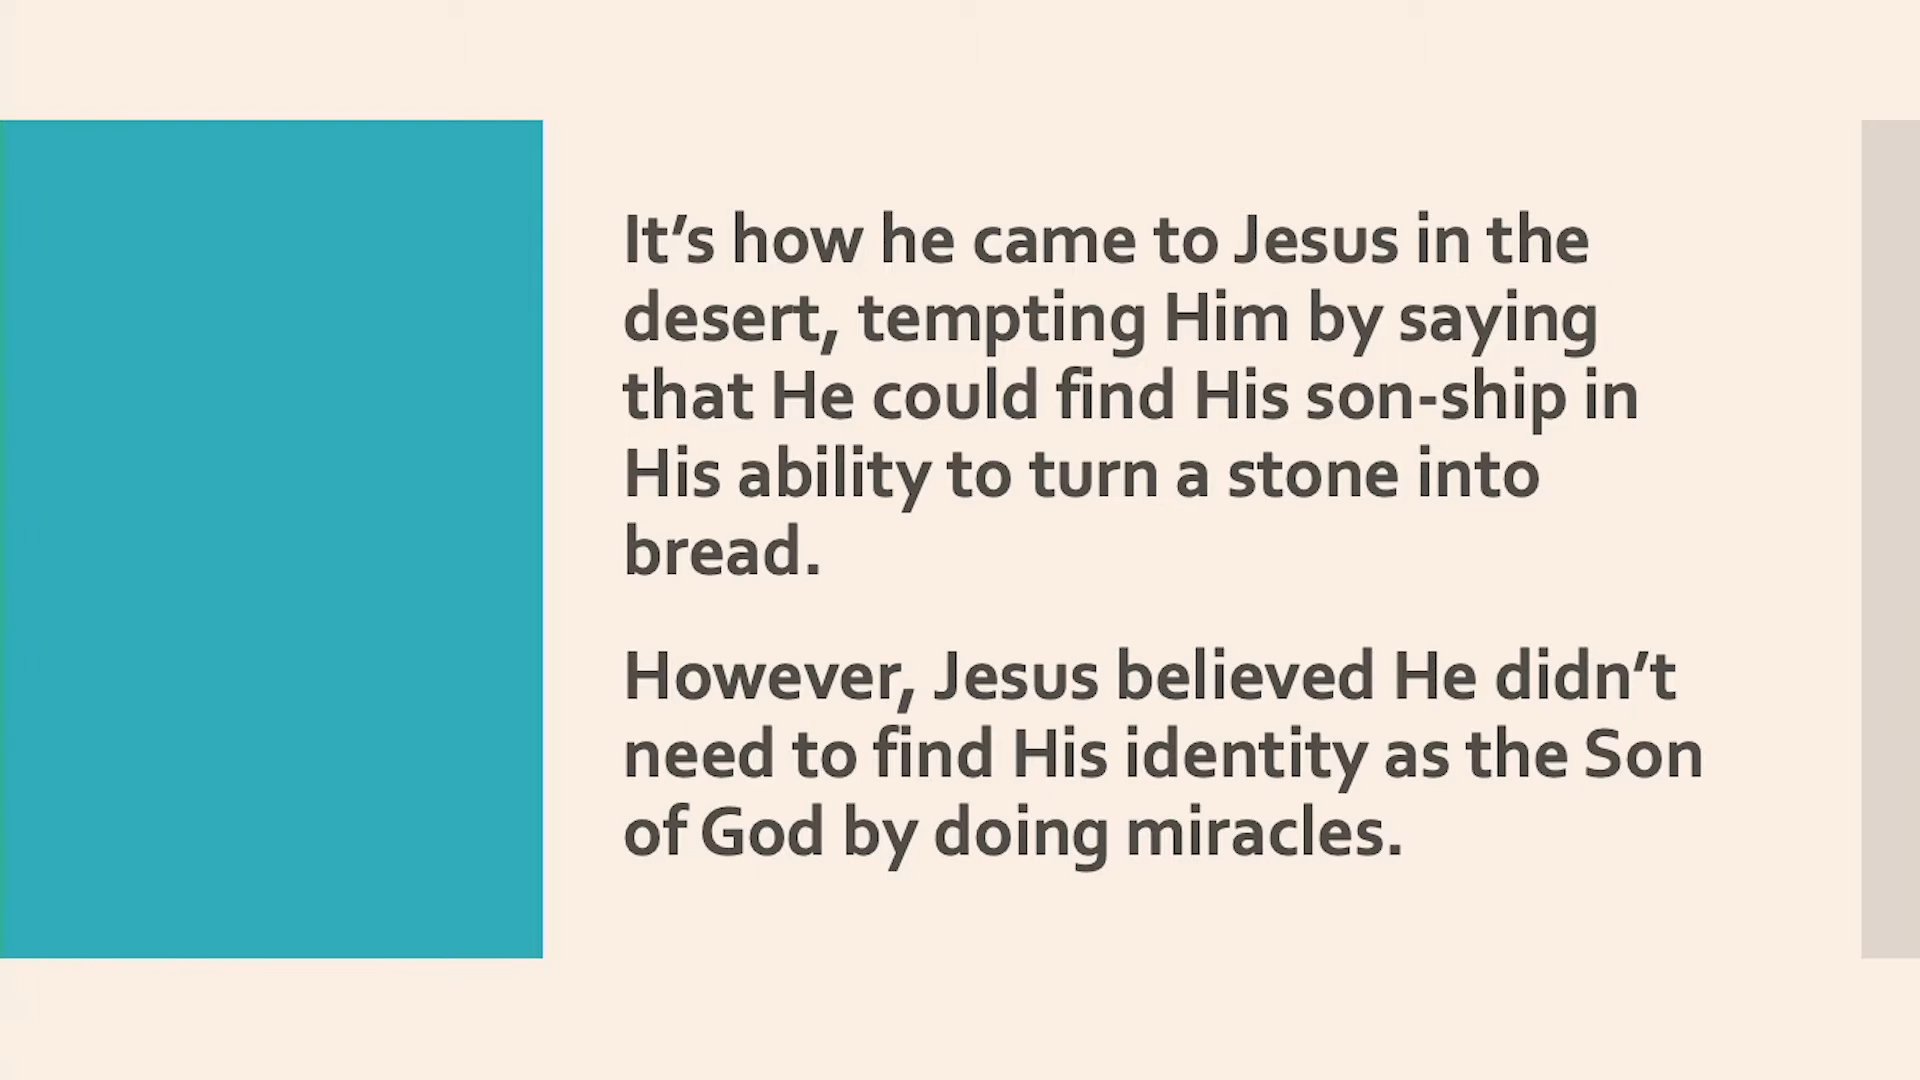 It’s how he came to Jesus in the
desert, tempting Him by saying
that He could find His son-ship in
His ability to turn a stone into
bread.
However, Jesus believed He didn’t
need to find His identity as the Son
of God by doing miracles.